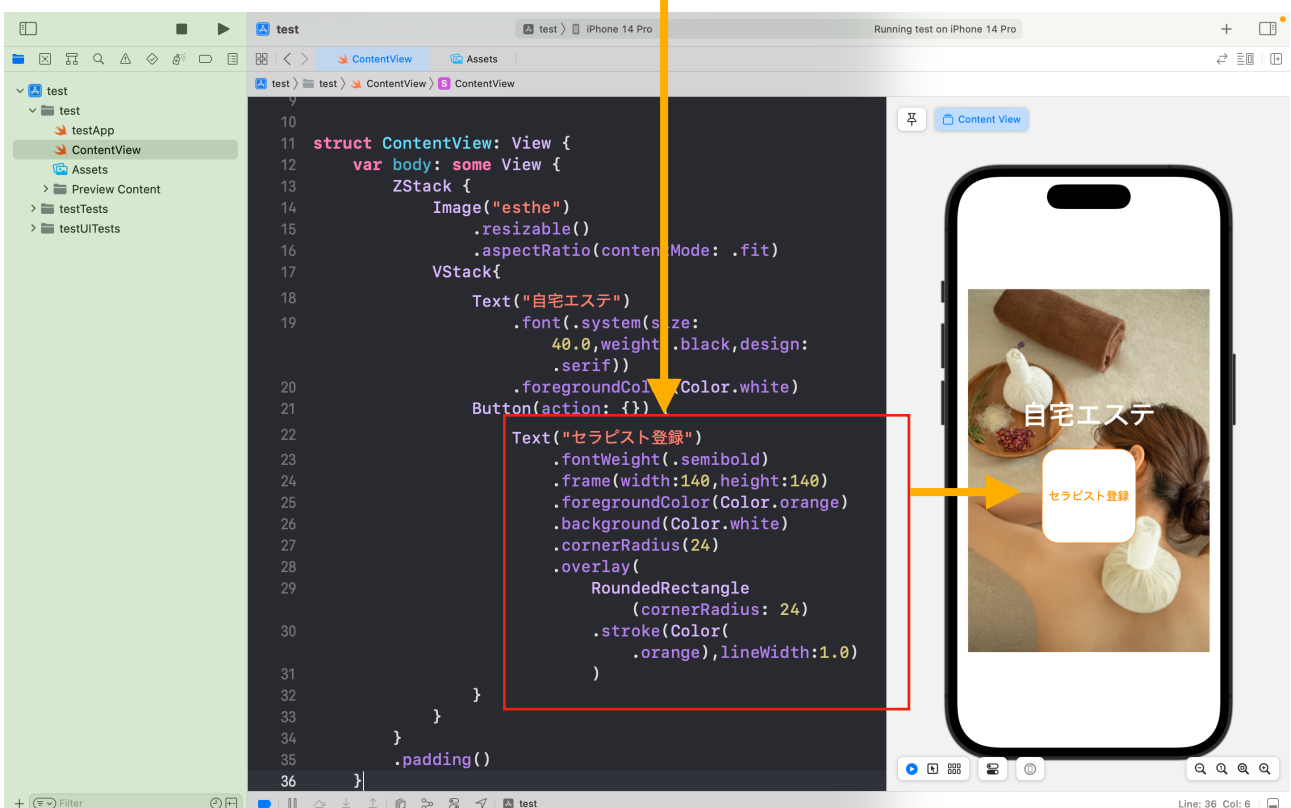 test
test 〉 iPhone 14 Pro
Running test on iPhone 14 Pro
ContentView
Assets
test 〉 test 〉 ContentView 〉 S ContentView
test
test
testApp
ContentView
Assets
Preview Content
testTests
testUITests
Filter
9
10
11 struct ContentView: View {
12 var body: some View {
13 ZStack {
14 Image("esthe")
15 .resizable()
16 .aspectRatio(contentMode: .fit)
17 VStack{
18 Text("自宅エステ")
19 .font(.system(size:
40.0,weight:.black,design:
.serif))
20 .foregroundColor(Color.white)
21 Button(action: {})
22 Text("セラピスト登録")
23 .fontWeight(.semibold)
24 .frame(width:140,height:140)
25 .foregroundColor(Color.orange)
26 .background(Color.white)
27 .cornerRadius(24)
28 .overlay(
29 RoundedRectangle
(cornerRadius: 24)
30 .stroke(Color(
.orange),lineWidth:1.0)
31 )
32 }
33 }
34 }
35 .padding()
36 }
Content View
自宅エステ
セラピスト登録
test
Line: 36 Col: 6